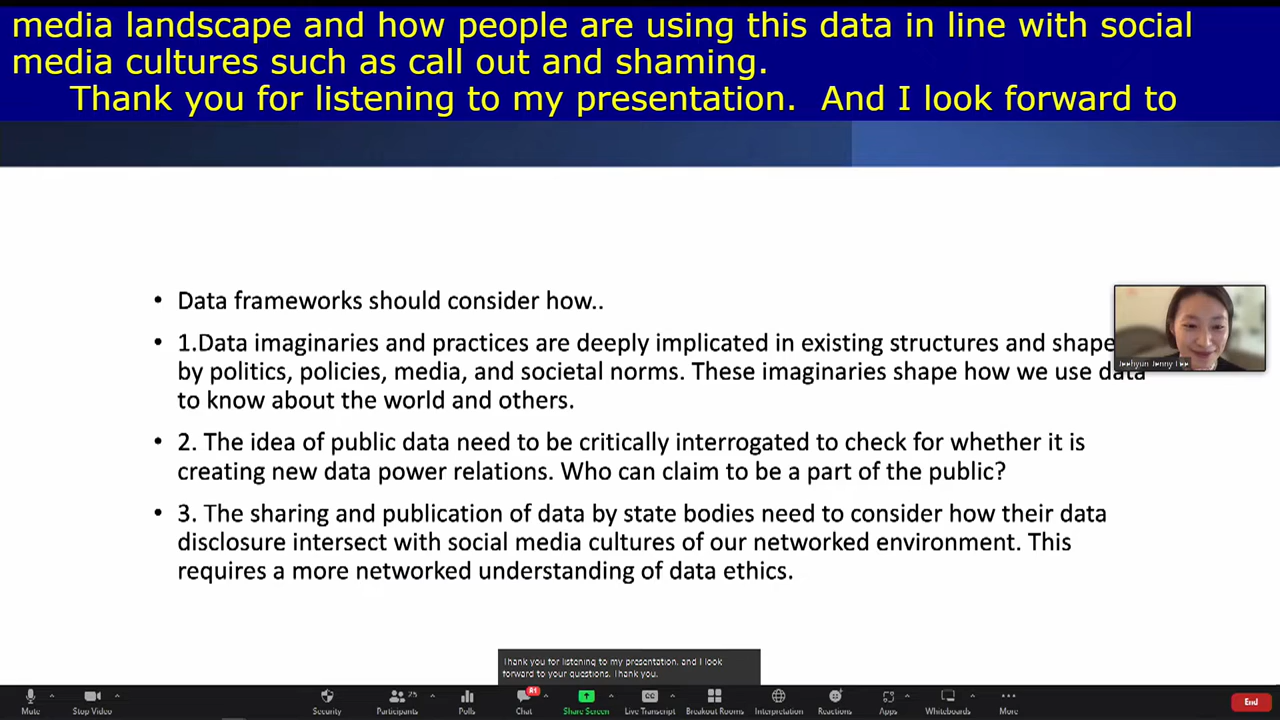 media landscape and how people are using this data in line with social
media cultures such as call out and shaming.
Thank you for listening to my presentation. And I look forward to
• Data frameworks should consider how..
• 1.Data imaginaries and practices are deeply implicated in existing structures and shape
by politics, policies, media, and societal norms. These imaginaries shape how we use data
to know about the world and others.
• 2. The idea of public data need to be critically interrogated to check for whether it is
creating new data power relations. Who can claim to be a part of the public?
• 3. The sharing and publication of data by state bodies need to consider how their data
disclosure intersect with social media cultures of our networked environment. This
requires a more networked understanding of data ethics.
Jeehyun Jenny Lee
Thank you for listening to my presentation. and I look
forward to your questions. Thank you.
Mute
Stop Video
Security
Participants
75
Polls
Chat
Share Screen
CC
Live Transcript
Breakout Rooms
Interpretation
Reactions
Apps
Whiteboards
More
End